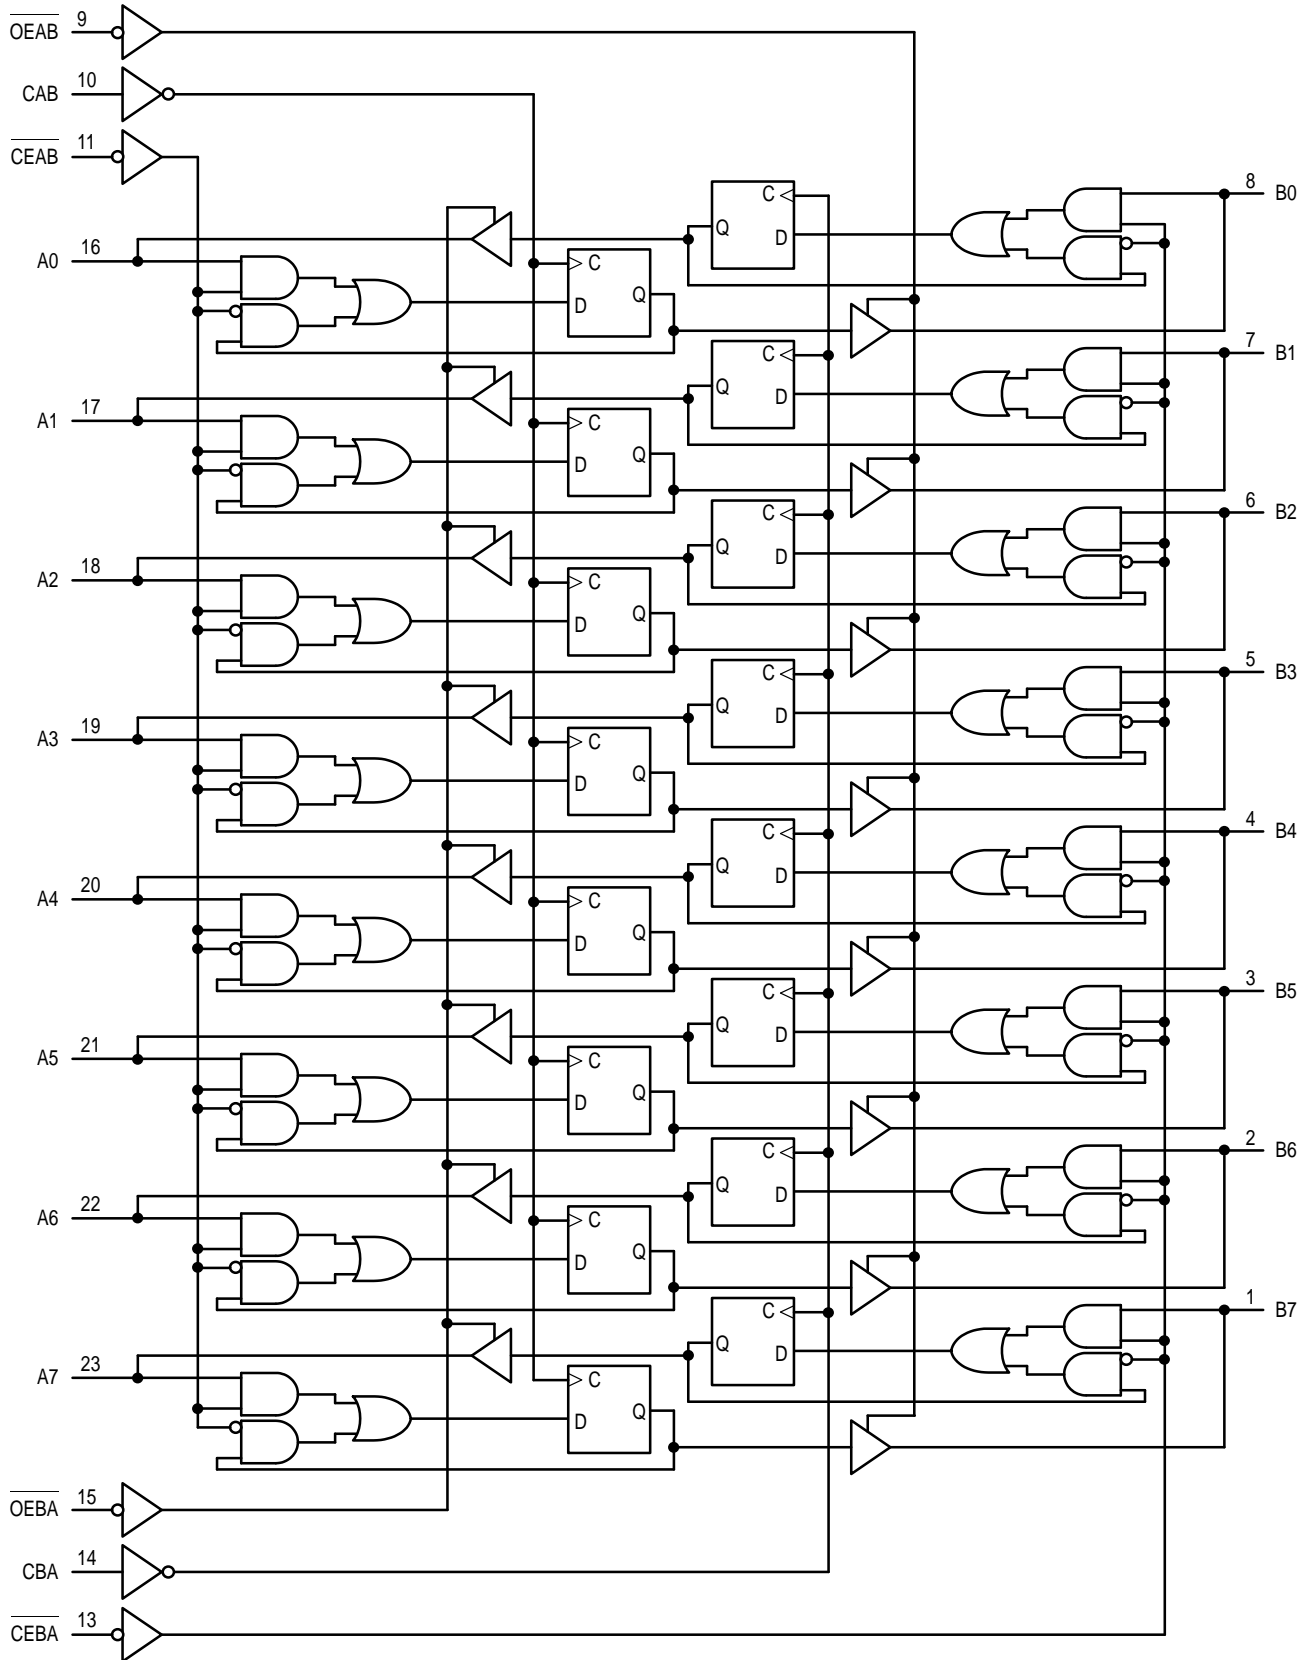 OEAB 9
CAB 10
CEAB 11
C Q D 8 B0
A0 16 C D Q
C Q D 7 B1
A1 17 C D Q
C Q D 6 B2
A2 18 C D Q
C Q D 5 B3
A3 19 C D Q
C Q D 4 B4
A4 20 C D Q
C Q D 3 B5
A5 21 C D Q
C Q D 2 B6
A6 22 C D Q
C Q D 1 B7
A7 23 C D Q
OEBA 15
CBA 14
CEBA 13